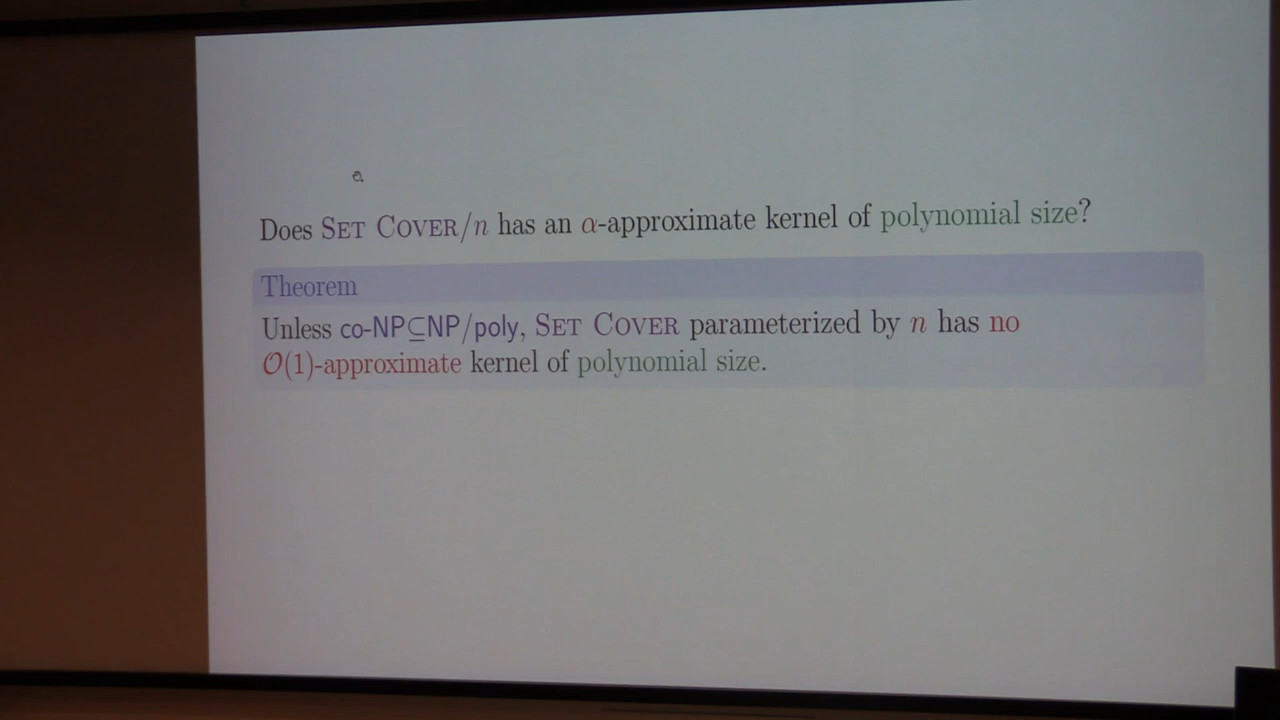 Does SET COVER/n has an α-approximate kernel of polynomial size?
Theorem
Unless co-NP⊆NP/poly, SET COVER parameterized by n has no
O(1)-approximate kernel of polynomial size.